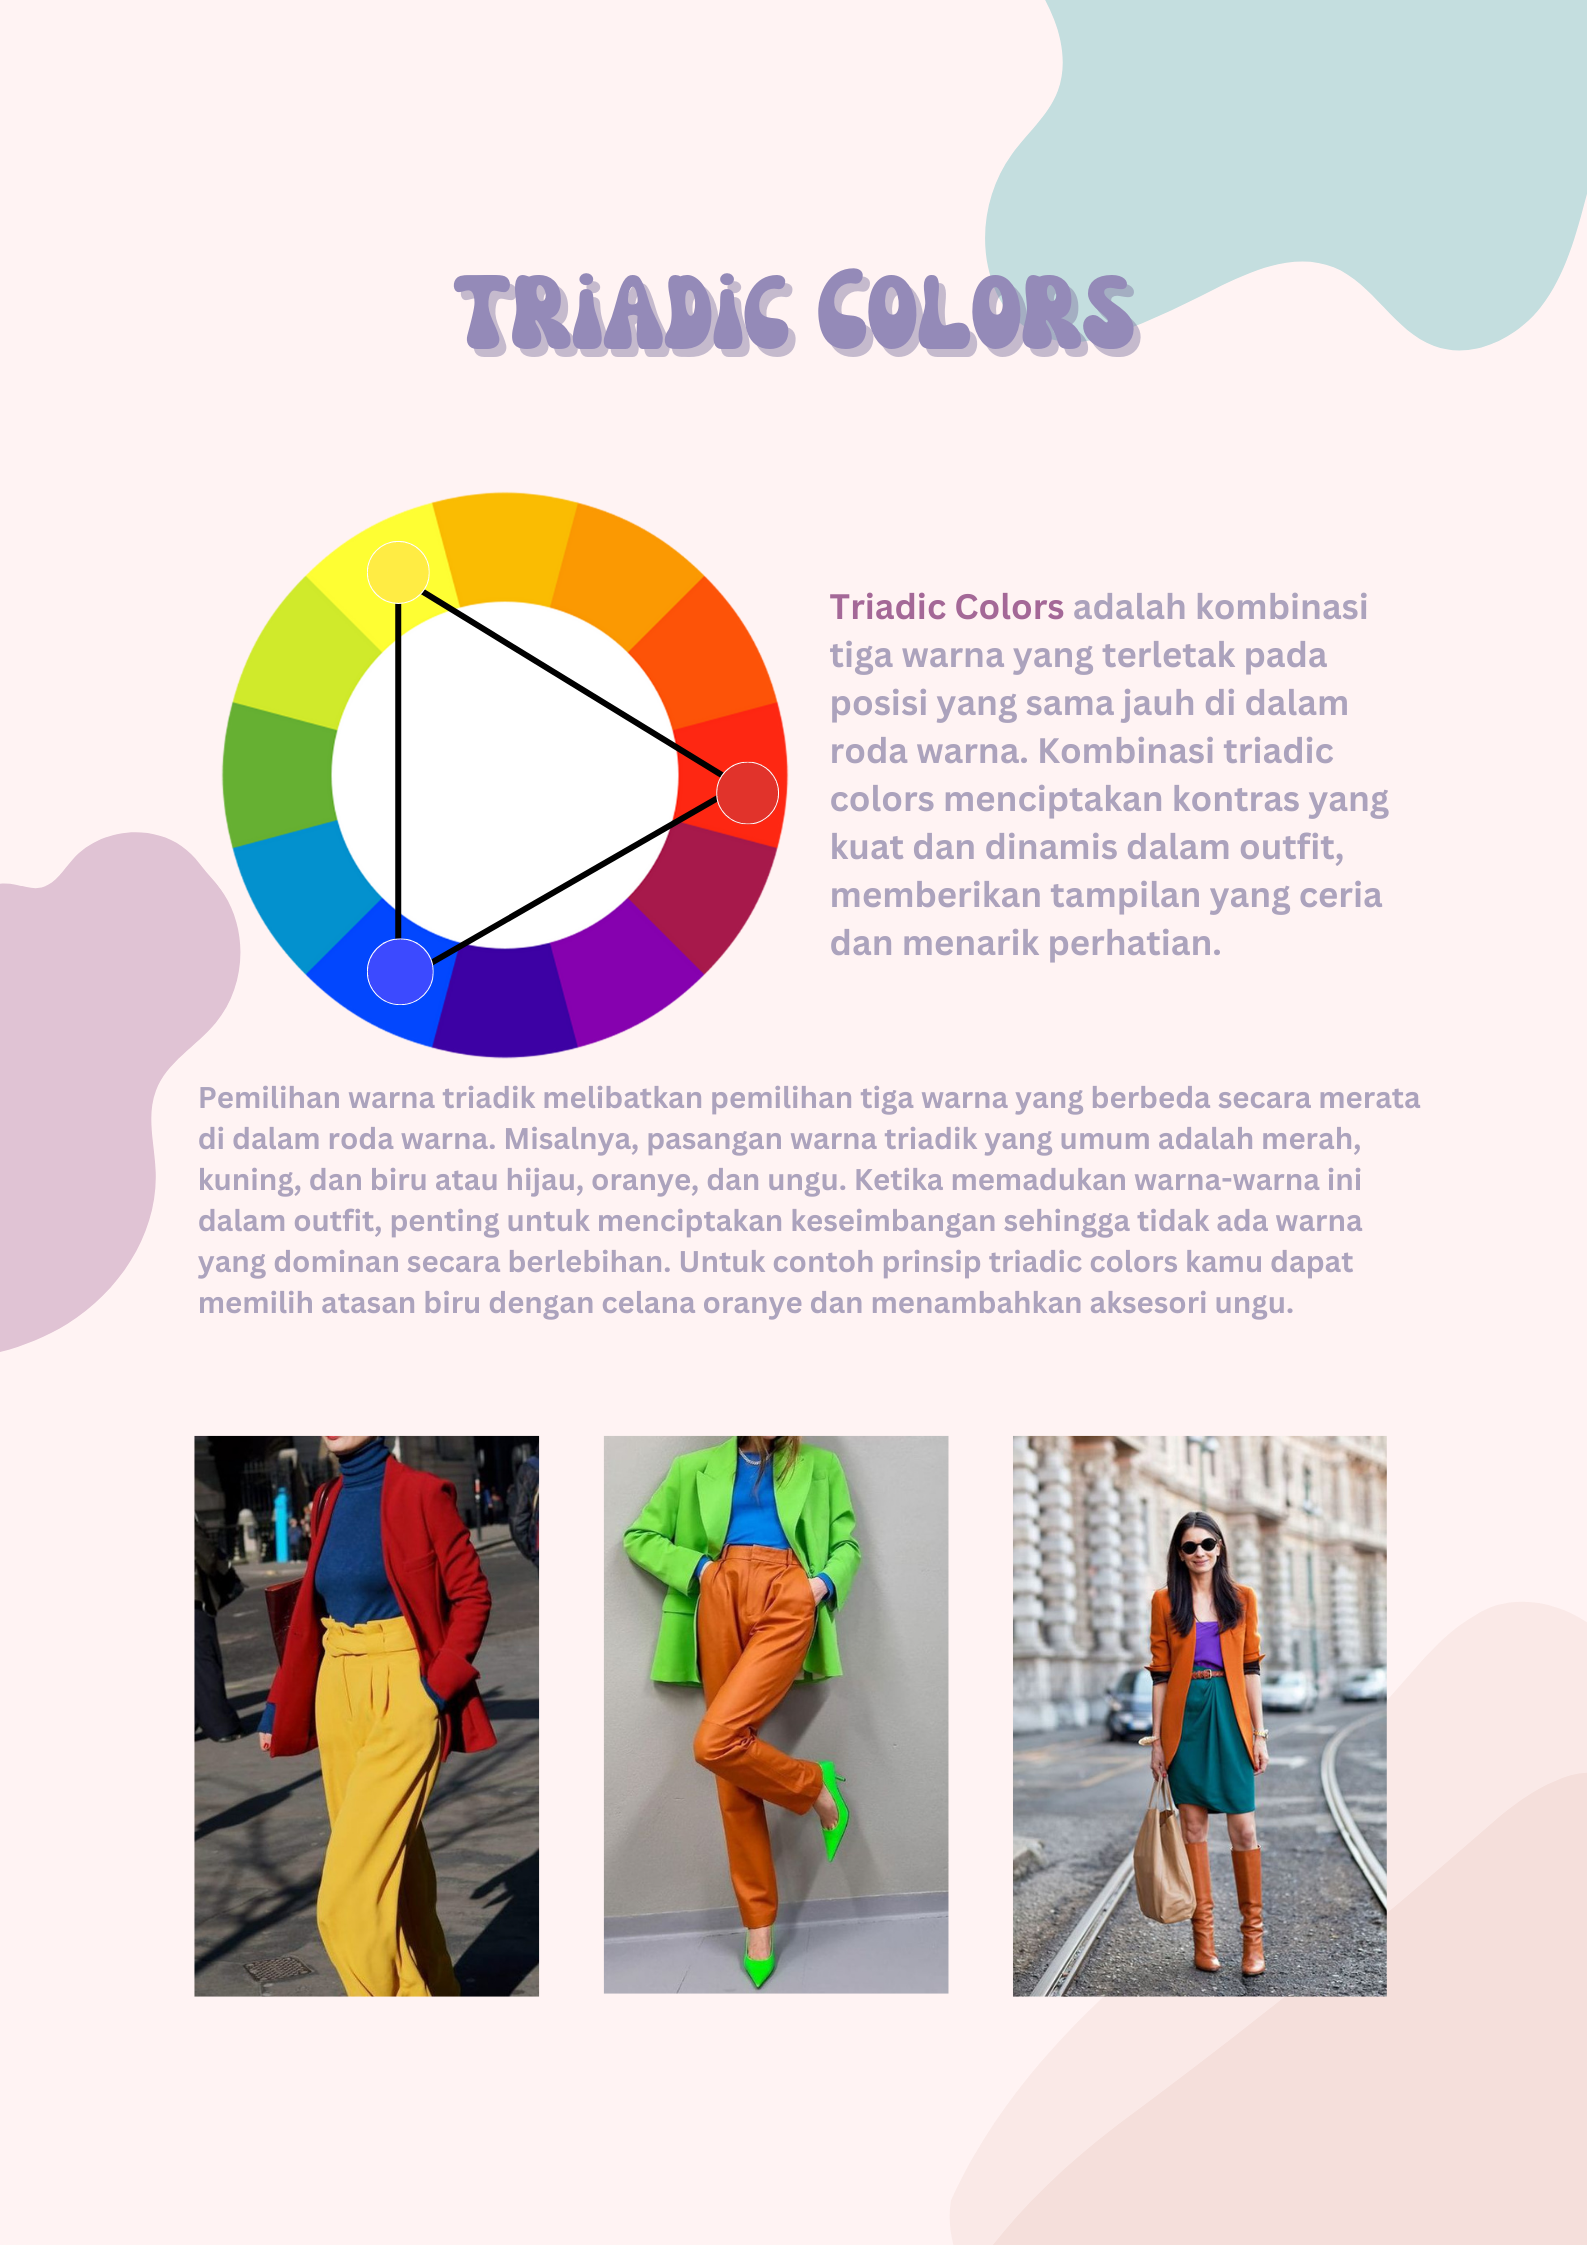 TRiADiC COLORS
Triadic Colors adalah kombinasi
tiga warna yang terletak pada
posisi yang sama jauh di dalam
roda warna. Kombinasi triadic
colors menciptakan kontras yang
kuat dan dinamis dalam outfit,
memberikan tampilan yang ceria
dan menarik perhatian.
Pemilihan warna triadik melibatkan pemilihan tiga warna yang berbeda secara merata
di dalam roda warna. Misalnya, pasangan warna triadik yang umum adalah merah,
kuning, dan biru atau hijau, oranye, dan ungu. Ketika memadukan warna-warna ini
dalam outfit, penting untuk menciptakan keseimbangan sehingga tidak ada warna
yang dominan secara berlebihan. Untuk contoh prinsip triadic colors kamu dapat
memilih atasan biru dengan celana oranye dan menambahkan aksesori ungu.